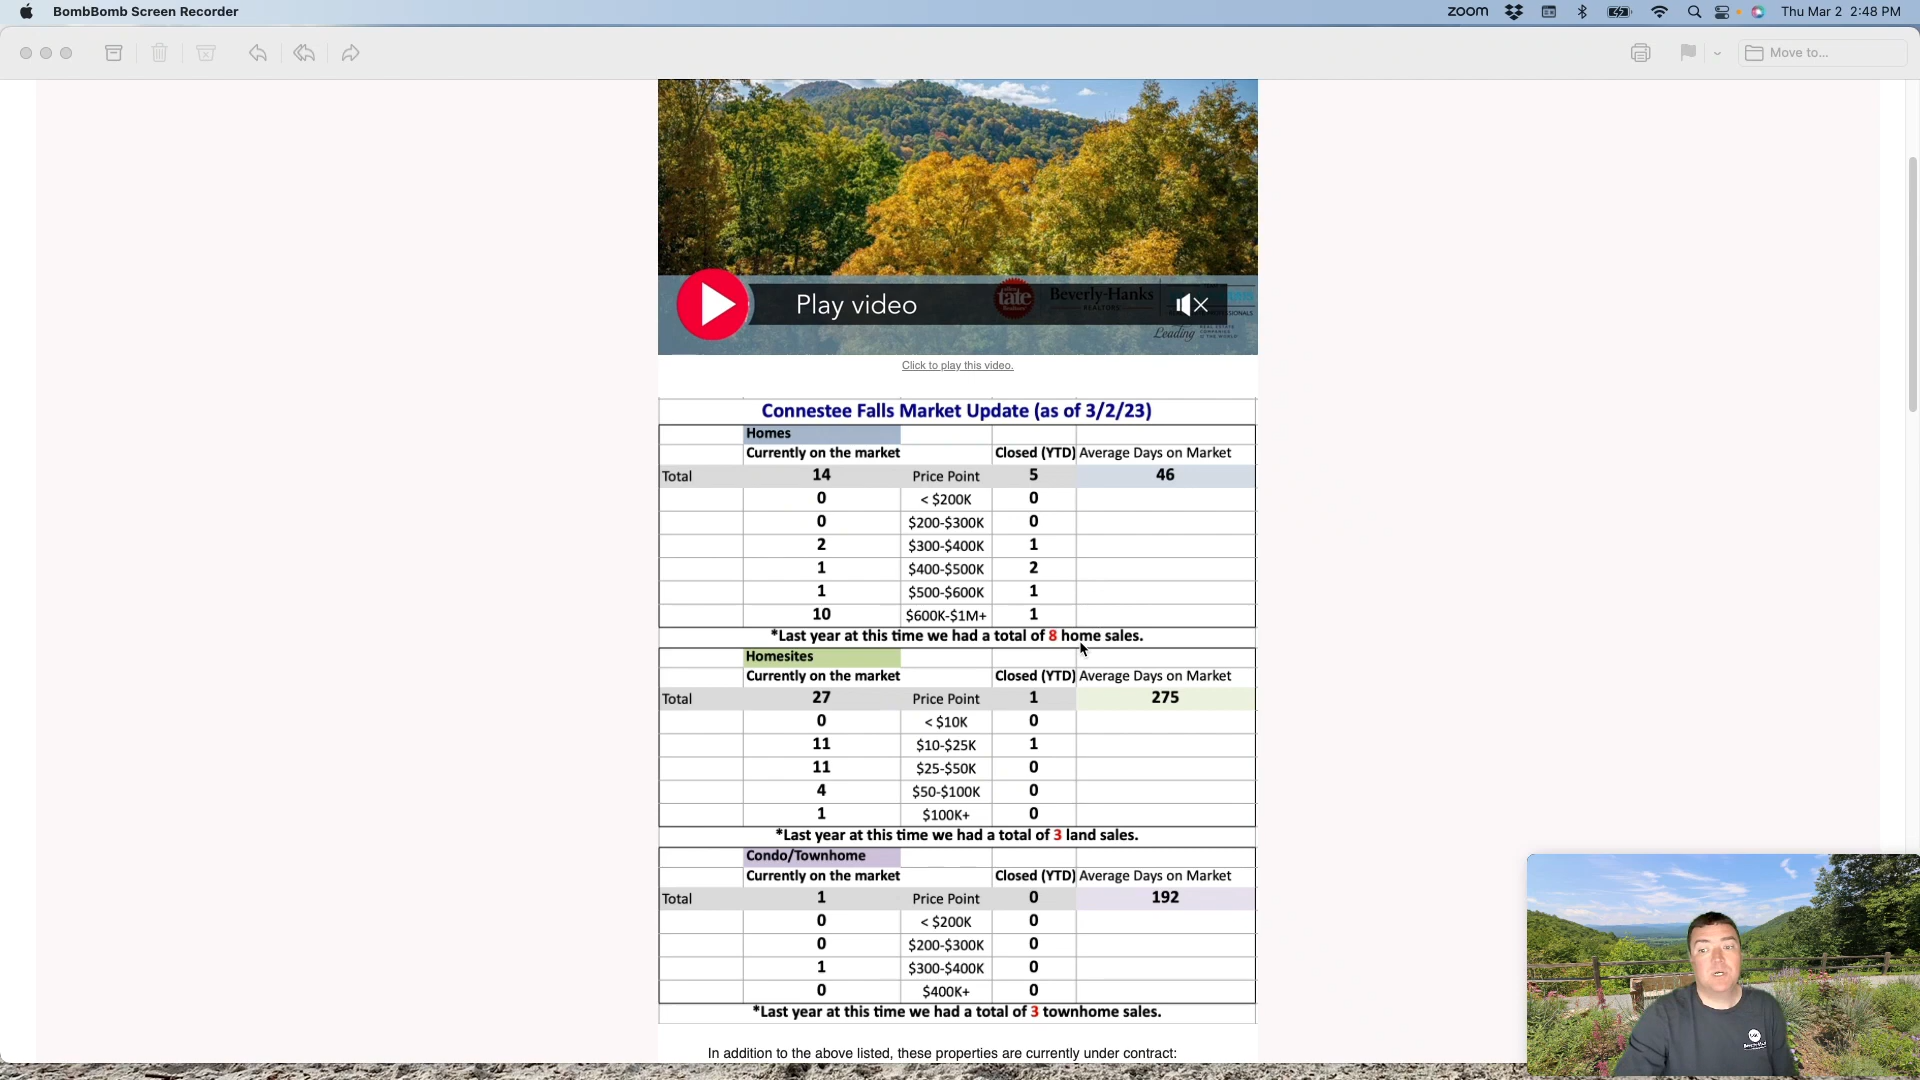 BombBomb Screen Recorder
zoom
Thu Mar 2 2:48 PM
Move to...
Play video
tate
Beverly-Hanks
REALTORS
Leading
Click to play this video.
Connestee Falls Market Update (as of 3/2/23)
Homes
Currently on the market Closed (YTD) Average Days on Market
Total 14 Price Point 5 46
0 < $200K 0
0 $200-$300K 0
2 $300-$400K 1
1 $400-$500K 2
1 $500-$600K 1
10 $600K-$1M+ 1
*Last year at this time we had a total of 8 home sales.
Homesites
Currently on the market Closed (YTD) Average Days on Market
Total 27 Price Point 1 275
0 < $10K 0
11 $10-$25K 1
11 $25-$50K 0
4 $50-$100K 0
1 $100K+ 0
*Last year at this time we had a total of 3 land sales.
Condo/Townhome
Currently on the market Closed (YTD) Average Days on Market
Total 1 Price Point 0 192
0 < $200K 0
0 $200-$300K 0
1 $300-$400K 0
0 $400K+ 0
*Last year at this time we had a total of 3 townhome sales.
In addition to the above listed, these properties are currently under contract: